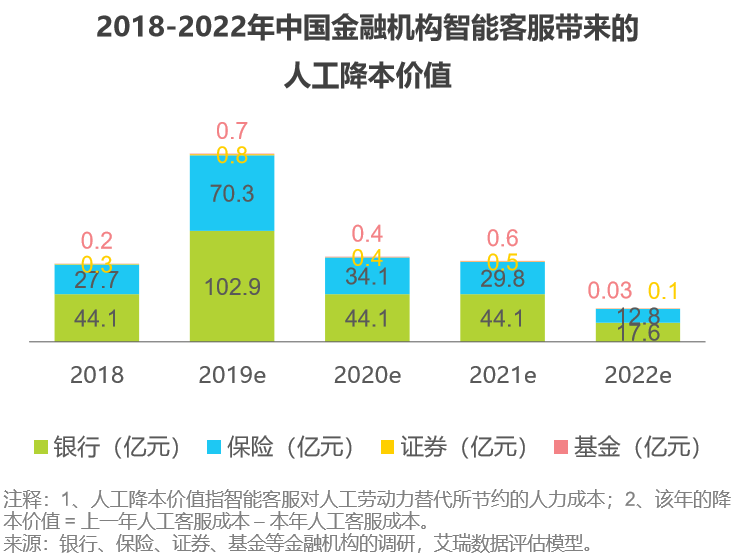 2018-2022年中国金融机构智能客服带来的
人工降本价值
0.7
0.8
70.3
102.9
0.2
0.3
27.7
44.1
0.4
0.4
34.1
44.1
0.6
0.5
29.8
44.1
0.03 0.1
12.8
17.6
2018 2019e 2020e 2021e 2022e
银行（亿元） 保险（亿元） 证券（亿元） 基金（亿元）
注释：1、人工降本价值指智能客服对人工劳动力替代所节约的人力成本；2、该年的降
本价值 = 上一年人工客服成本 – 本年人工客服成本。
来源：银行、保险、证券、基金等金融机构的调研，艾瑞数据评估模型。